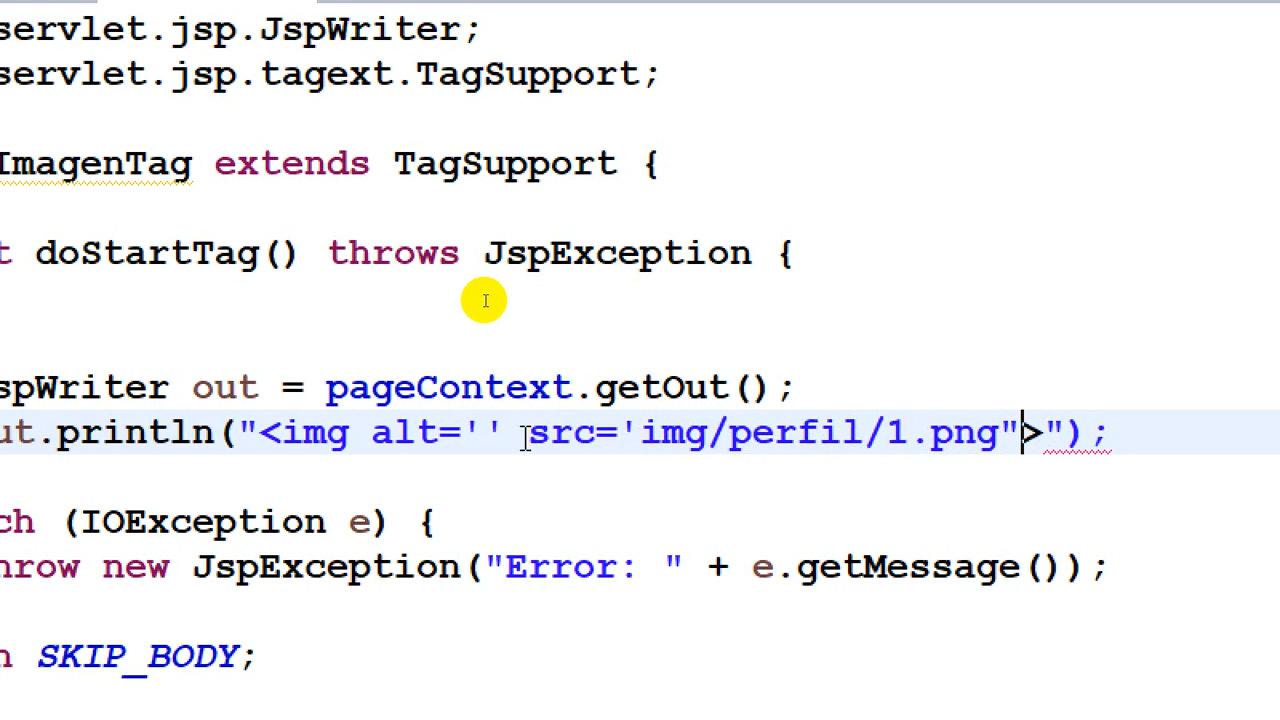 servlet.jsp.JspWriter;
servlet.jsp.tagext.TagSupport;
ImagenTag extends TagSupport {
t doStartTag() throws JspException {
spWriter out = pageContext.getOut();
ut.println("<img alt='' src='img/perfil/1.png">");
ch (IOException e) {
hrow new JspException("Error: " + e.getMessage());
n SKIP_BODY;